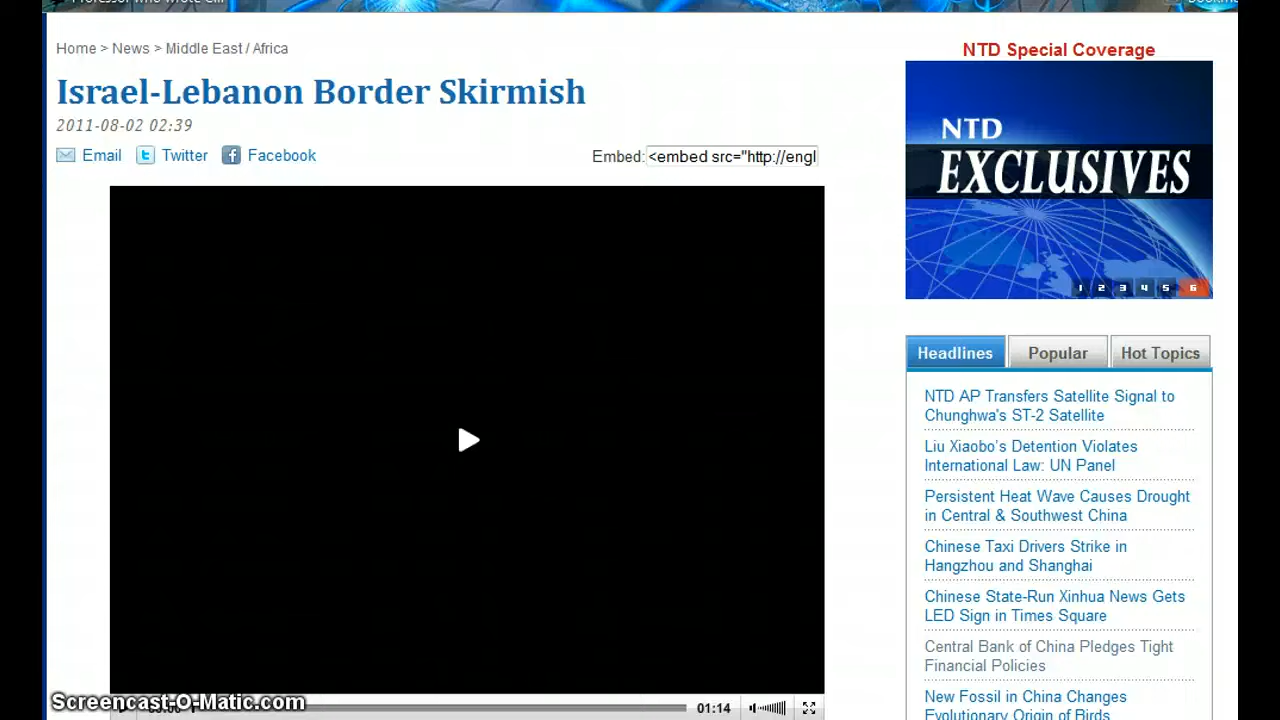 Home > News > Middle East / Africa
Israel-Lebanon Border Skirmish
2011-08-02 02:39
Email Twitter Facebook
Embed: <embed src="http://engl
NTD Special Coverage
NTD
EXCLUSIVES
1 2 3 4 5 6
Headlines Popular Hot Topics
NTD AP Transfers Satellite Signal to
Chunghwa's ST-2 Satellite
Liu Xiaobo's Detention Violates
International Law: UN Panel
Persistent Heat Wave Causes Drought
in Central & Southwest China
Chinese Taxi Drivers Strike in
Hangzhou and Shanghai
Chinese State-Run Xinhua News Gets
LED Sign in Times Square
Central Bank of China Pledges Tight
Financial Policies
New Fossil in China Changes
Evolutionary Origin of Birds
Screencast-O-Matic.com
01:14